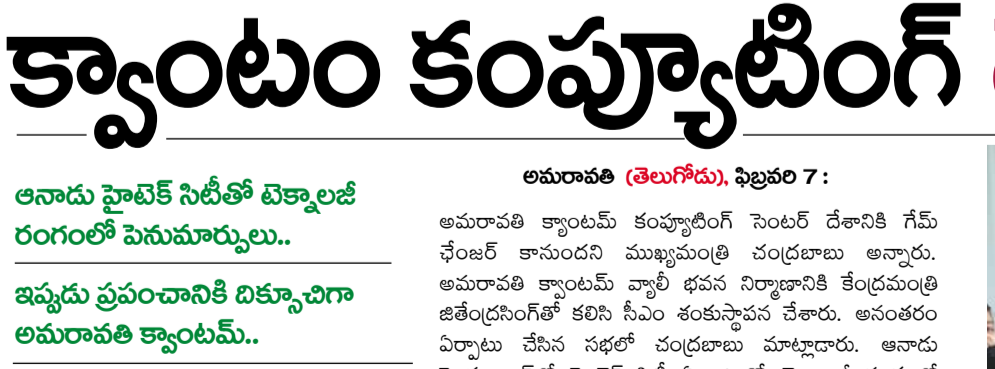 క్వాంటం కంప్యూటింగ్
ఆనాడు హైటెక్ సిటీతో టెక్నాలజీ
రంగంలో పెనుమార్పులు..
ఇప్పుడు ప్రపంచానికి దిక్సూచిగా
అమరావతి క్వాంటమ్..
అమరావతి (తెలుగోడు), ఫిబ్రవరి 7 :
అమరావతి క్యాంటమ్ కంప్యూటింగ్ సెంటర్ దేశానికి గేమ్
ఛేంజర్ కానుందని ముఖ్యమంత్రి చంద్రబాబు అన్నారు.
అమరావతి క్వాంటమ్ వ్యాలీ భవన నిర్మాణానికి కేంద్రమంత్రి
జితేంద్రసింగ్‌తో కలిసి సీఎం శంకుస్థాపన చేశారు. అనంతరం
ఏర్పాటు చేసిన సభలో చంద్రబాబు మాట్లాడారు. ఆనాడు